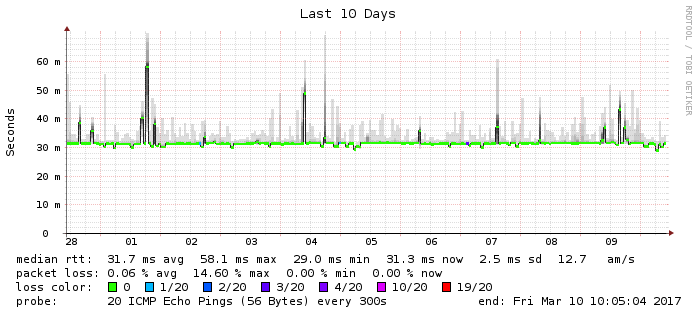 Last 10 Days
RRDTOOL / TOBI OETIKER
Seconds
60 m
50 m
40 m
30 m
20 m
10 m
0
28 01 02 03 04 05 06 07 08 09
median rtt: 31.7 ms avg 58.1 ms max 29.0 ms min 31.3 ms now 2.5 ms sd 12.7 am/s
packet loss: 0.06 % avg 14.60 % max 0.00 % min 0.00 % now
loss color: 0 1/20 2/20 3/20 4/20 10/20 19/20
probe: 20 ICMP Echo Pings (56 Bytes) every 300s end: Fri Mar 10 10:05:04 2017